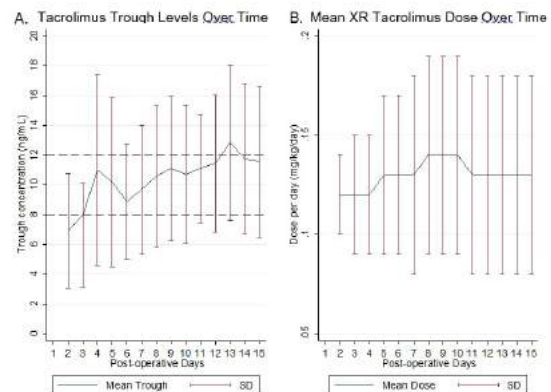 A. Tacrolimus Trough Levels Over Time
Trough concentration (ng/mL)
20
18
16
14
12
10
8
6
4
2
0
1 2 3 4 5 6 7 8 9 10 11 12 13 14 15
Post-operative Days
Mean Trough
SD
B. Mean XR Tacrolimus Dose Over Time
Dose per day (mg/kg/day)
.2
.15
.1
.05
1 2 3 4 5 6 7 8 9 10 11 12 13 14 15
Post-operative Days
Mean Dose
SD